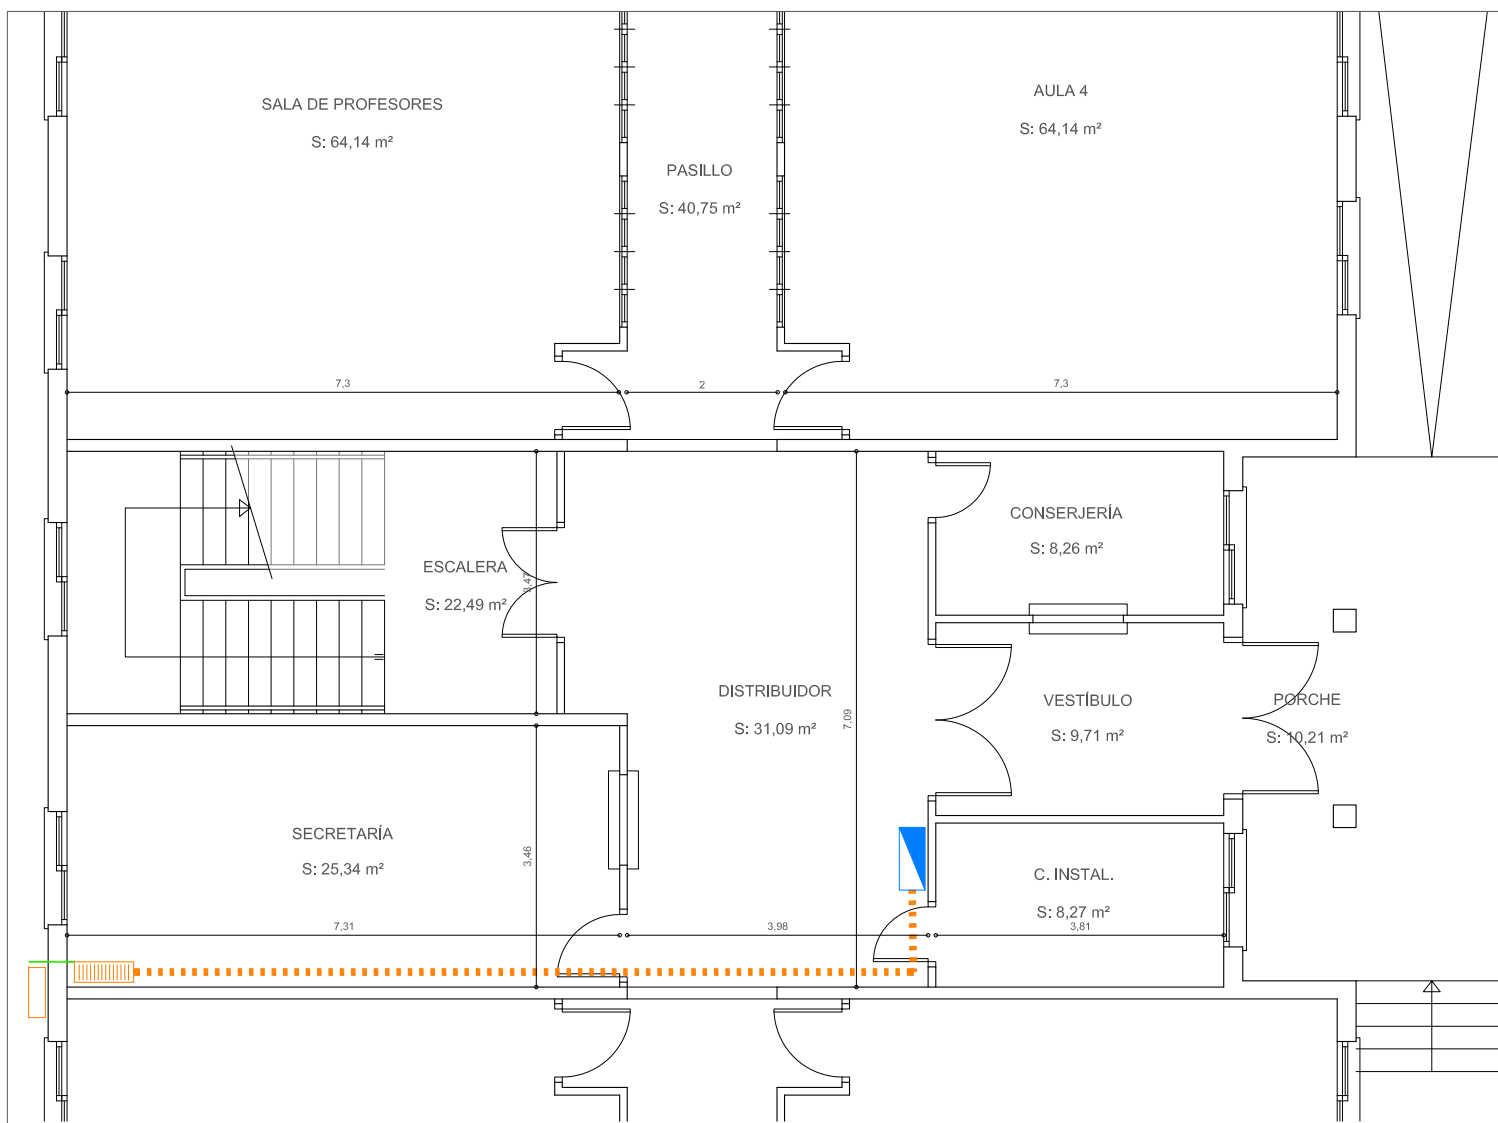 SALA DE PROFESORES
S: 64,14 m²
AULA 4
S: 64,14 m²
PASILLO
S: 40,75 m²
7,3
2
7,3
CONSERJERÍA
S: 8,26 m²
ESCALERA
S: 22,49 m²
3,47
DISTRIBUIDOR
S: 31,09 m²
7,09
VESTÍBULO
S: 9,71 m²
PORCHE
S: 10,21 m²
SECRETARÍA
S: 25,34 m²
3,46
C. INSTAL.
S: 8,27 m²
7,31
3,98
3,81